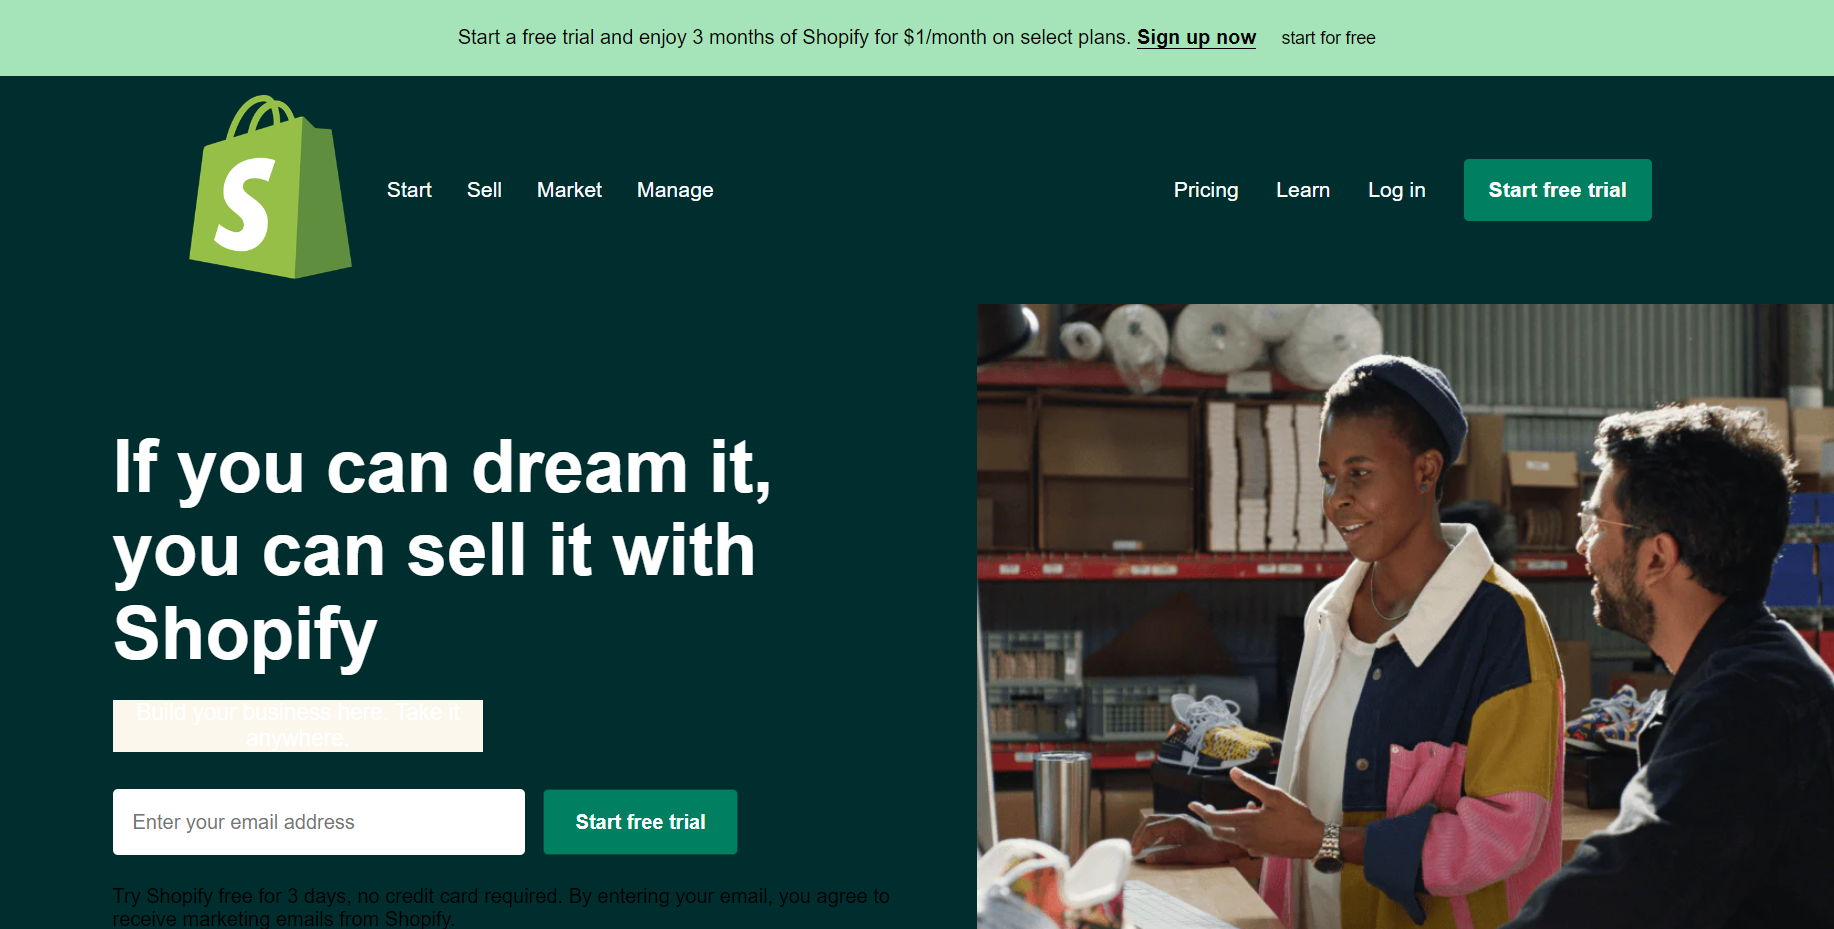 Start a free trial and enjoy 3 months of Shopify for $1/month on select plans. Sign up now start for free
S
Start Sell Market Manage
Pricing Learn Log in Start free trial
If you can dream it,
you can sell it with
Shopify
Build your business here. Take it
anywhere.
Enter your email address
Start free trial
Try Shopify free for 3 days, no credit card required. By entering your email, you agree to
receive marketing emails from Shopify.